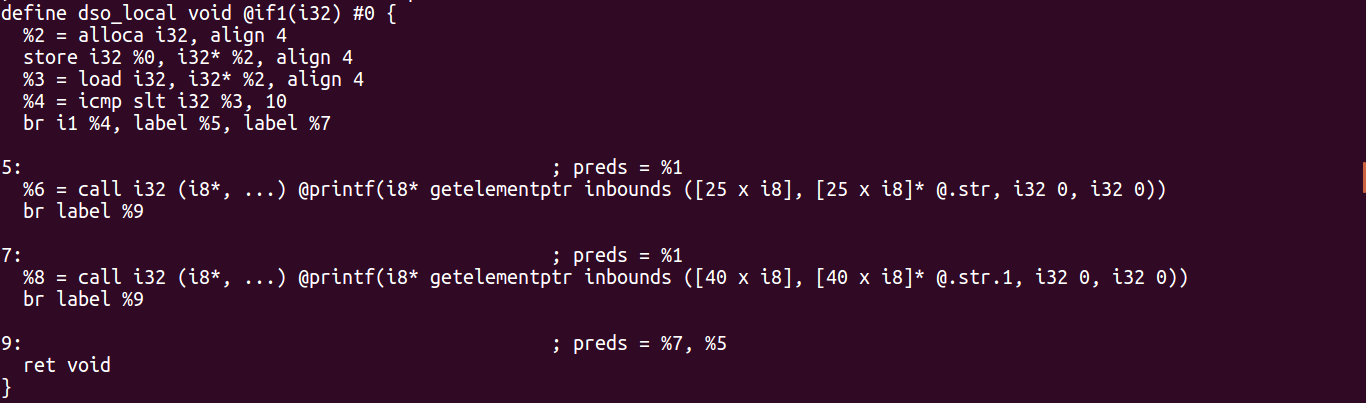 define dso_local void @if1(i32) #0 {
  %2 = alloca i32, align 4
  store i32 %0, i32* %2, align 4
  %3 = load i32, i32* %2, align 4
  %4 = icmp slt i32 %3, 10
  br i1 %4, label %5, label %7

5:                                                ; preds = %1
  %6 = call i32 (i8*, ...) @printf(i8* getelementptr inbounds ([25 x i8], [25 x i8]* @.str, i32 0, i32 0))
  br label %9

7:                                                ; preds = %1
  %8 = call i32 (i8*, ...) @printf(i8* getelementptr inbounds ([40 x i8], [40 x i8]* @.str.1, i32 0, i32 0))
  br label %9

9:                                                ; preds = %7, %5
  ret void
}